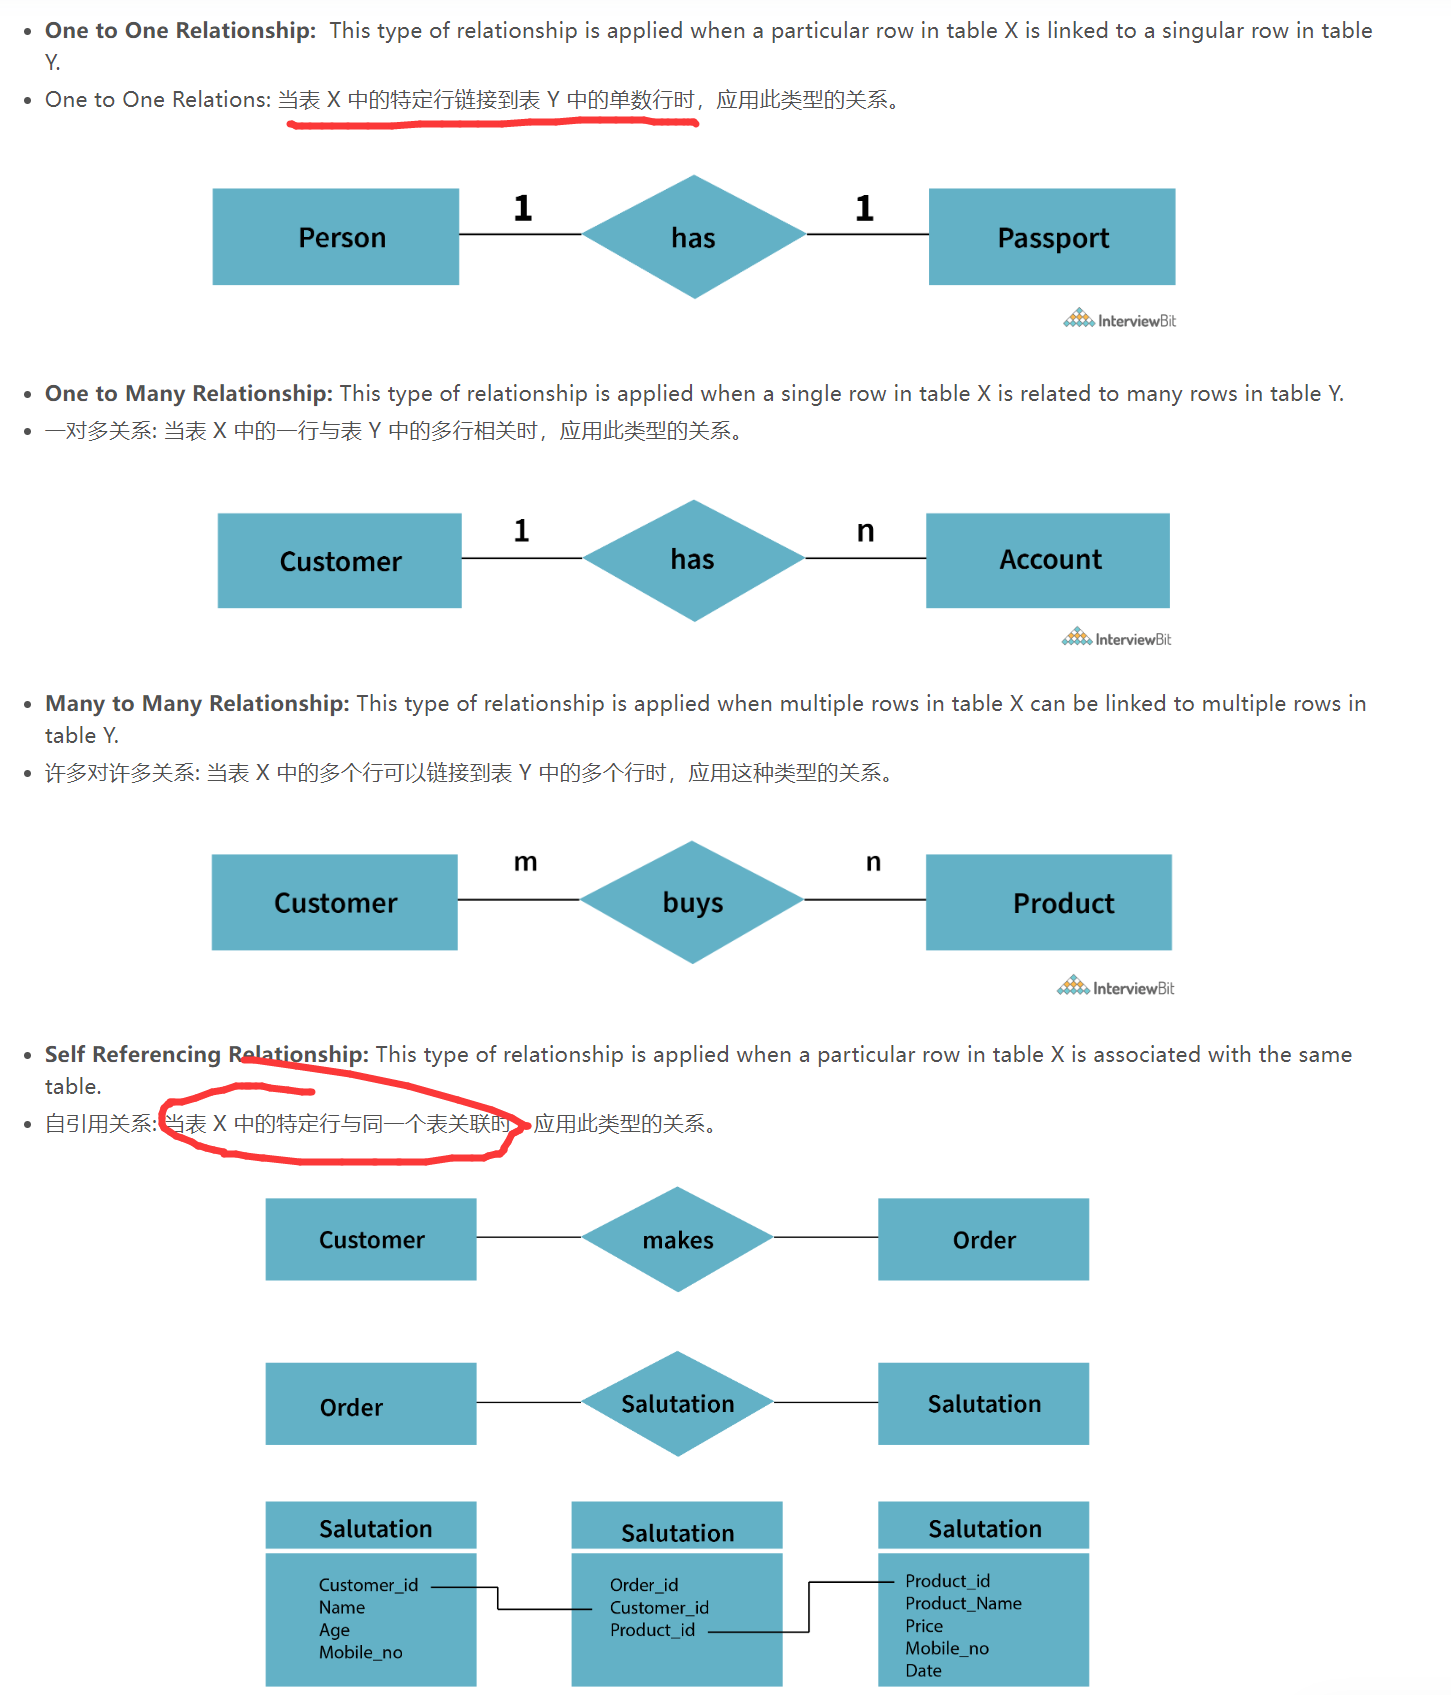 One to One Relationship: This type of relationship is applied when a particular row in table X is linked to a singular row in table
Y.
One to One Relations: 当表 X 中的特定行链接到表 Y 中的单数行时，应用此类型的关系。
1 1
Person has Passport
InterviewBit
One to Many Relationship: This type of relationship is applied when a single row in table X is related to many rows in table Y.
一对多关系: 当表 X 中的一行与表 Y 中的多行相关时，应用此类型的关系。
1 n
Customer has Account
InterviewBit
Many to Many Relationship: This type of relationship is applied when multiple rows in table X can be linked to multiple rows in
table Y.
许多对许多关系: 当表 X 中的多个行可以链接到表 Y 中的多个行时，应用这种类型的关系。
m n
Customer buys Product
InterviewBit
Self Referencing Relationship: This type of relationship is applied when a particular row in table X is associated with the same
table.
自引用关系: 当表 X 中的特定行与同一个表关联时，应用此类型的关系。
Customer makes Order
Order Salutation Salutation
Salutation Salutation Salutation
Customer_id
Name
Age
Mobile_no
Order_id
Customer_id
Product_id
Product_id
Product_Name
Price
Mobile_no
Date